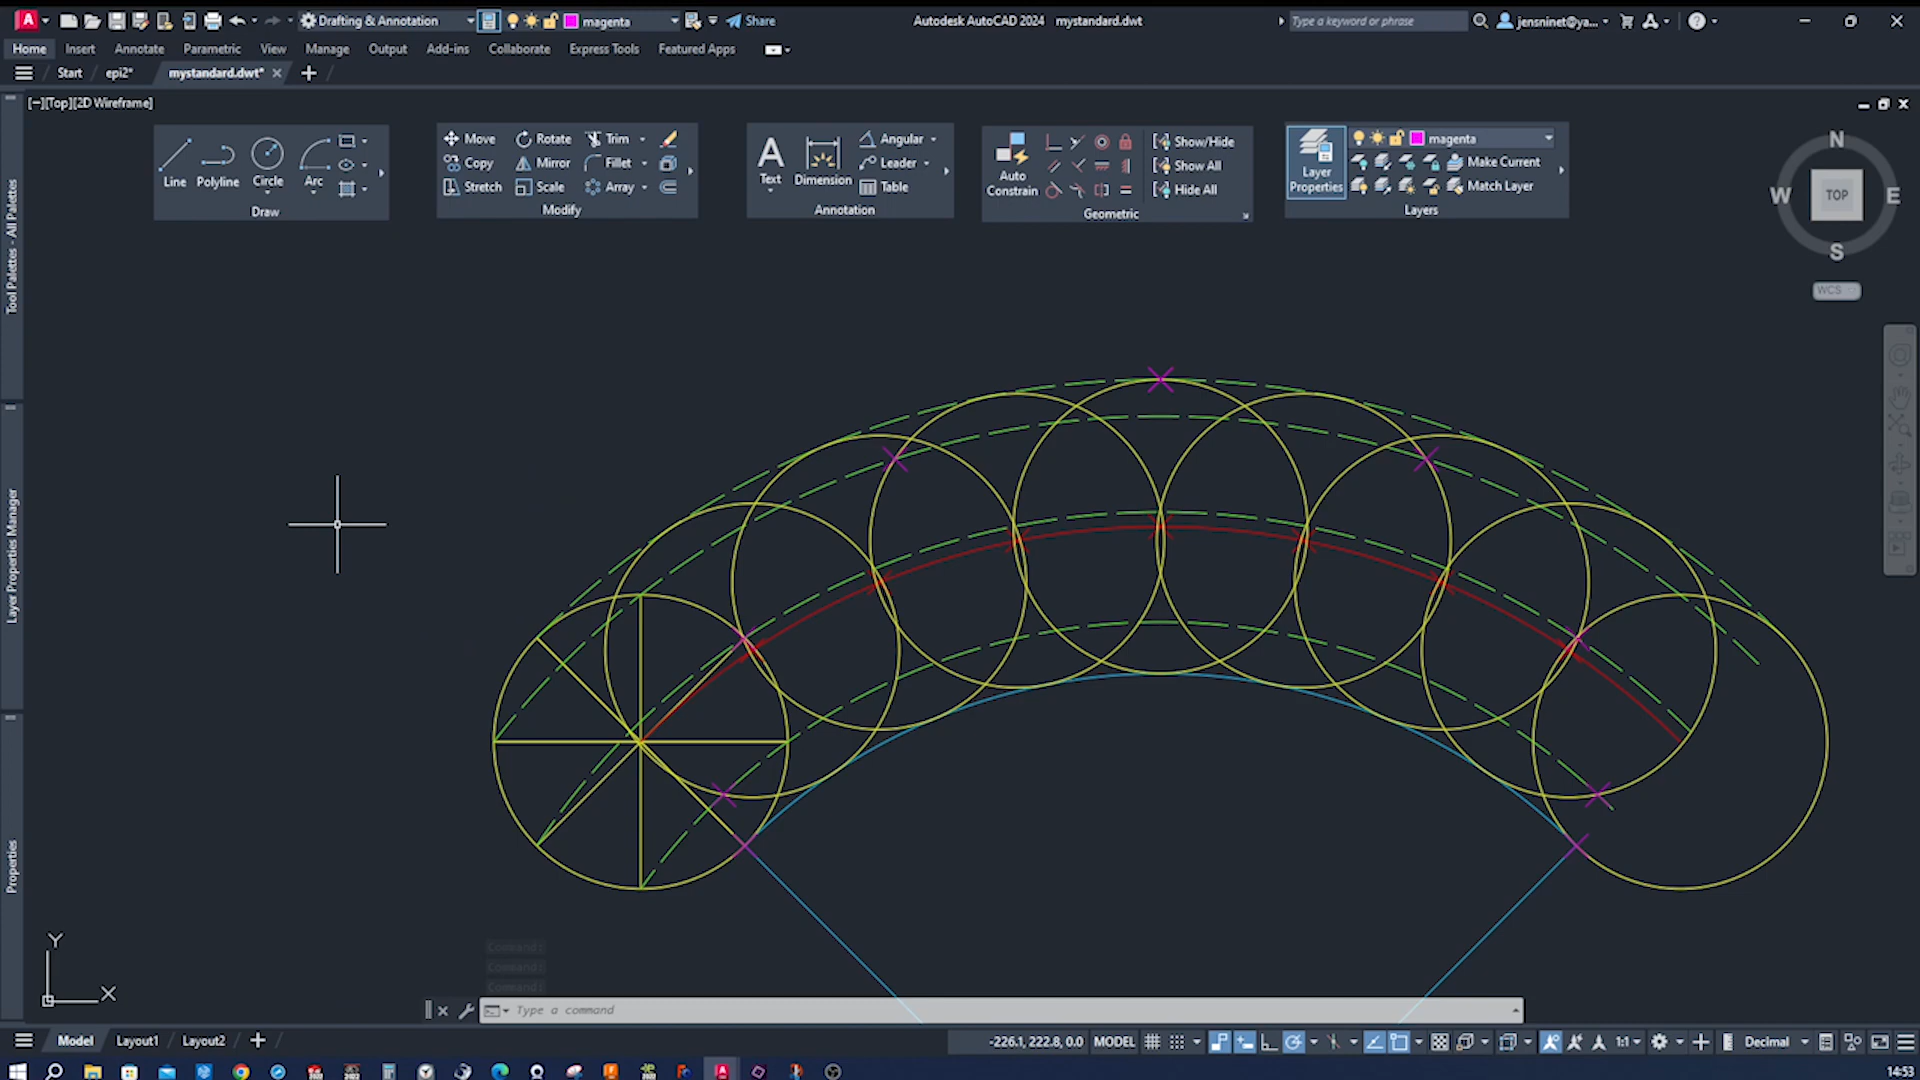 Drafting & Annotation
magenta
Share
Autodesk AutoCAD 2024 mystandard.dwt
Type a keyword or phrase
jensninet@ya...
Home Insert Annotate Parametric View Manage Output Add-ins Collaborate Express Tools Featured Apps
Start epi2* mystandard.dwt*
[−][Top][2D Wireframe]
Line
Polyline
Circle
Arc
Draw
Move Rotate Trim
Copy Mirror Fillet
Stretch Scale Array
Modify
Text
Dimension
Angular
Leader
Table
Annotation
Auto Constrain
Show/Hide
Show All
Hide All
Geometric
Layer Properties
magenta
Make Current
Match Layer
Layers
N
W TOP E
S
WCS
Tool Palettes - All Palettes
Layer Properties Manager
Properties
Y
X
Command:
Command:
Command:
Type a command
Model Layout1 Layout2
-226.1, 222.8, 0.0 MODEL
1:1
Decimal
14:53